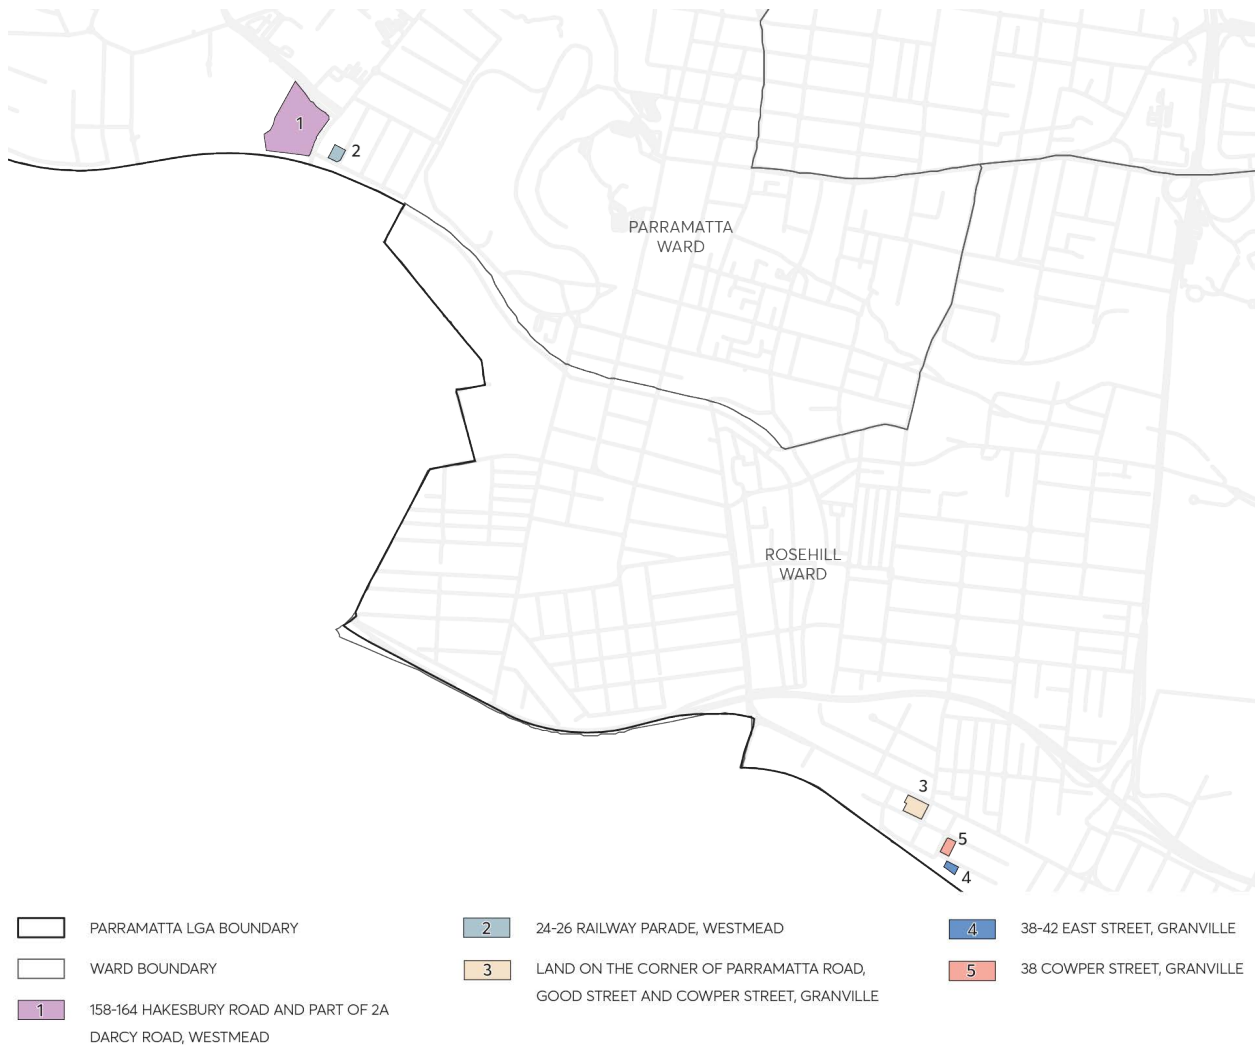 1
2
PARRAMATTA
WARD
ROSEHILL
WARD
3
5
4
PARRAMATTA LGA BOUNDARY
WARD BOUNDARY
1 158-164 HAKESBURY ROAD AND PART OF 2A
DARCY ROAD, WESTMEAD
2 24-26 RAILWAY PARADE, WESTMEAD
3 LAND ON THE CORNER OF PARRAMATTA ROAD,
GOOD STREET AND COWPER STREET, GRANVILLE
4 38-42 EAST STREET, GRANVILLE
5 38 COWPER STREET, GRANVILLE